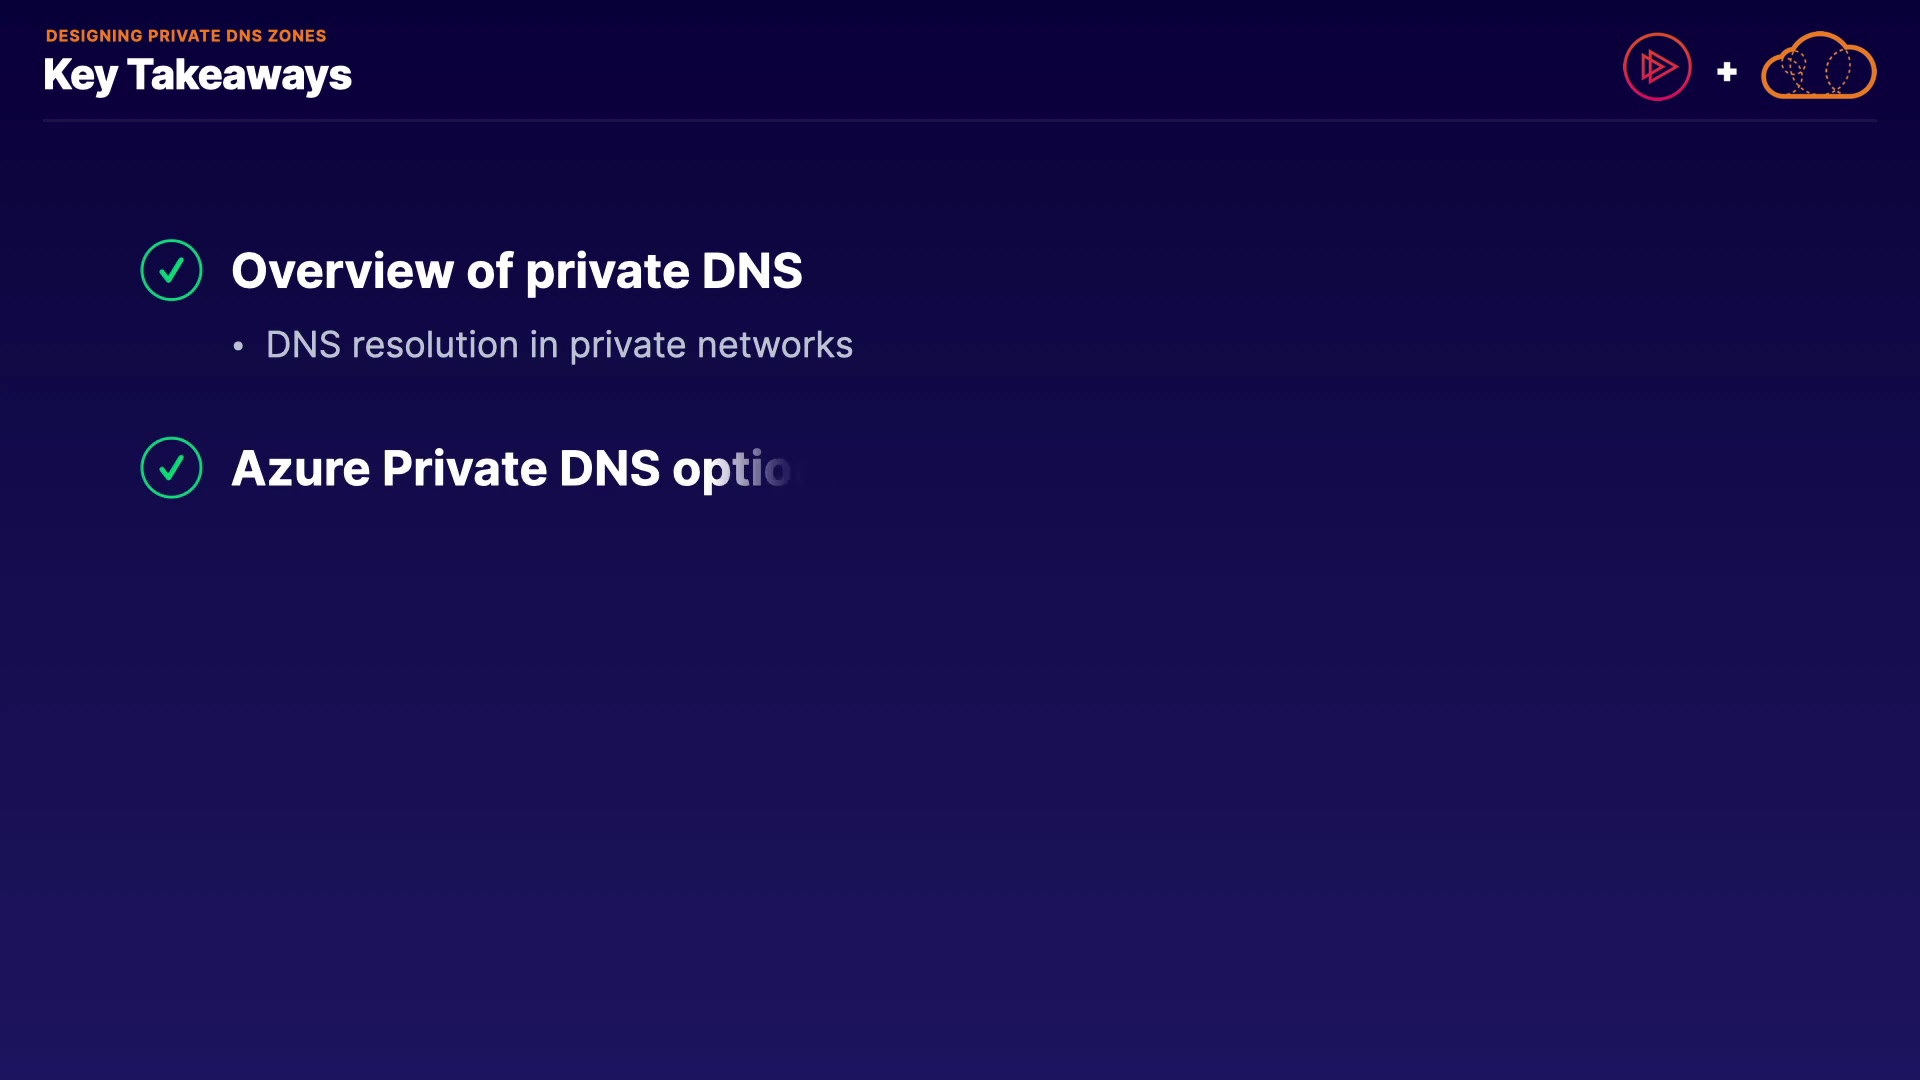 DESIGNING PRIVATE DNS ZONES
Key Takeaways
+
Overview of private DNS
• DNS resolution in private networks
Azure Private DNS optio